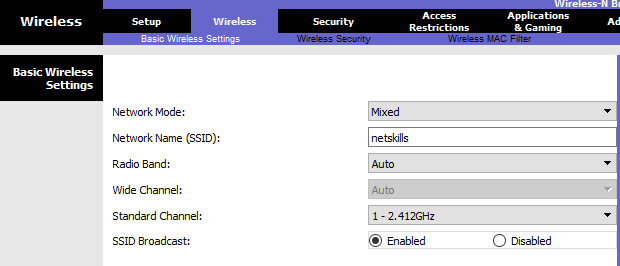 Wireless-N B
Wireless
Setup
Wireless
Security
Access
Restrictions
Applications
& Gaming
Basic Wireless Settings
Wireless Security
Wireless MAC Filter
Basic Wireless
Settings
Network Mode: Mixed
Network Name (SSID): netskills
Radio Band: Auto
Wide Channel: Auto
Standard Channel: 1 - 2.412GHz
SSID Broadcast: Enabled Disabled